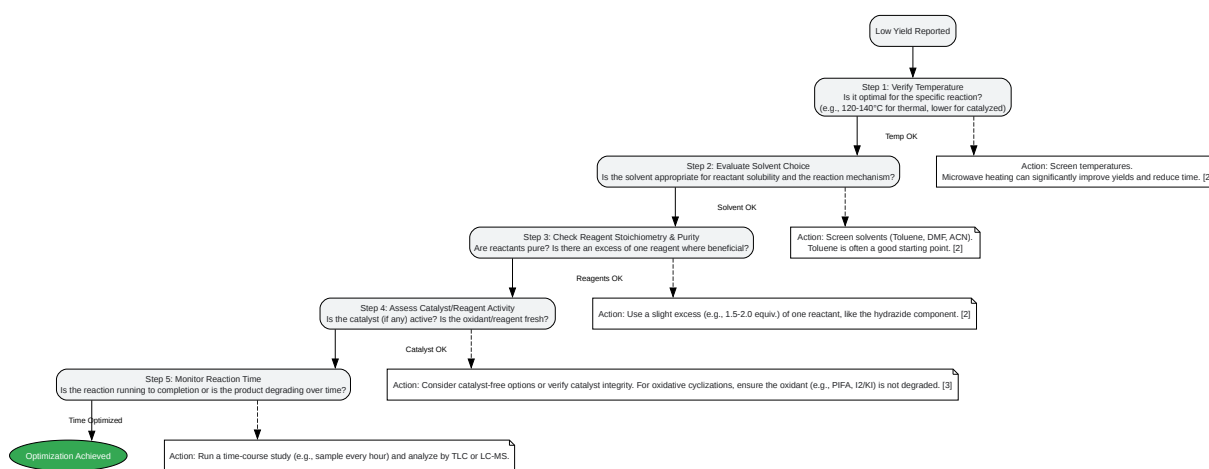 Low Yield Reported
Step 1: Verify Temperature
Is it optimal for the specific reaction?
(e.g., 120-140°C for thermal, lower for catalyzed)
Temp OK
Step 2: Evaluate Solvent Choice
Is the solvent appropriate for reactant solubility and the reaction mechanism?
Action: Screen temperatures.
Microwave heating can significantly improve yields and reduce time. [2
Solvent OK
Step 3: Check Reagent Stoichiometry & Purity
Are reactants pure? Is there an excess of one reagent where beneficial?
Action: Screen solvents (Toluene, DMF, ACN).
Toluene is often a good starting point. [2]
Reagents OK
Step 4: Assess Catalyst/Reagent Activity
Is the catalyst (if any) active? Is the oxidant/reagent fresh?
Action: Use a slight excess (e.g., 1.5-2.0 equiv.) of one reactant, like the hydrazide component. [2]
Catalyst OK
Step 5: Monitor Reaction Time
Is the reaction running to completion or is the product degrading over time?
Action: Consider catalyst-free options or verify catalyst integrity. For oxidative cyclizations, ensure the oxidant (e.g., PIFA, I2/KI) is not degraded. [3]
Time Optimized
Optimization Achieved
Action: Run a time-course study (e.g., sample every hour) and analyze by TLC or LC-MS.